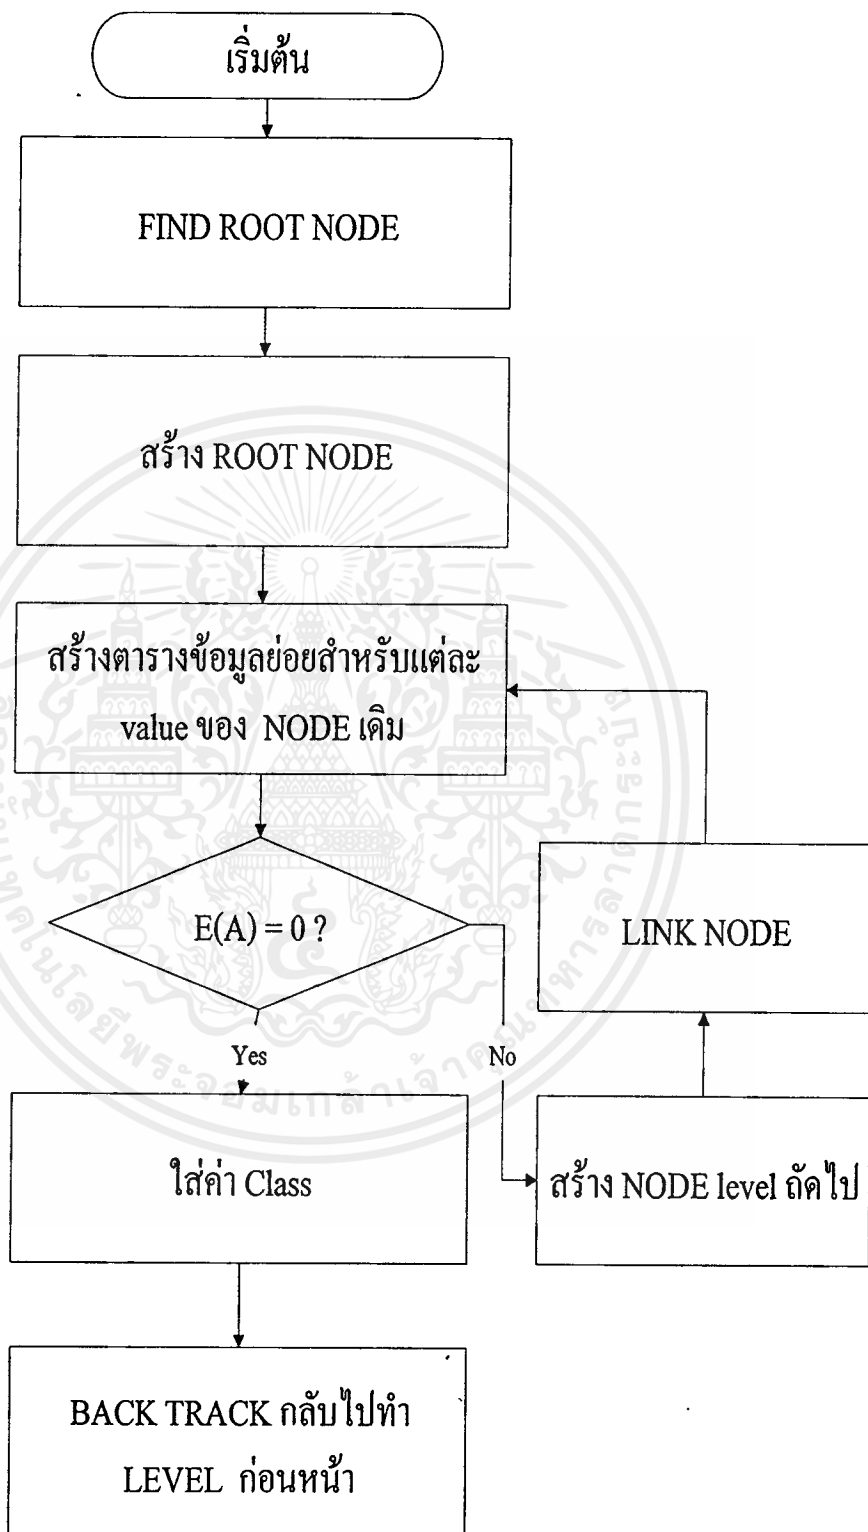 เริ่มต้น
FIND ROOT NODE
สร้าง ROOT NODE
สร้างตารางข้อมูลย่อยสำหรับแต่ละ
value ของ NODE เดิม
E(A) = 0 ?
LINK NODE
Yes
No
ใส่ค่า Class
สร้าง NODE level ถัดไป
BACK TRACK กลับไปทำ
LEVEL ก่อนหน้า